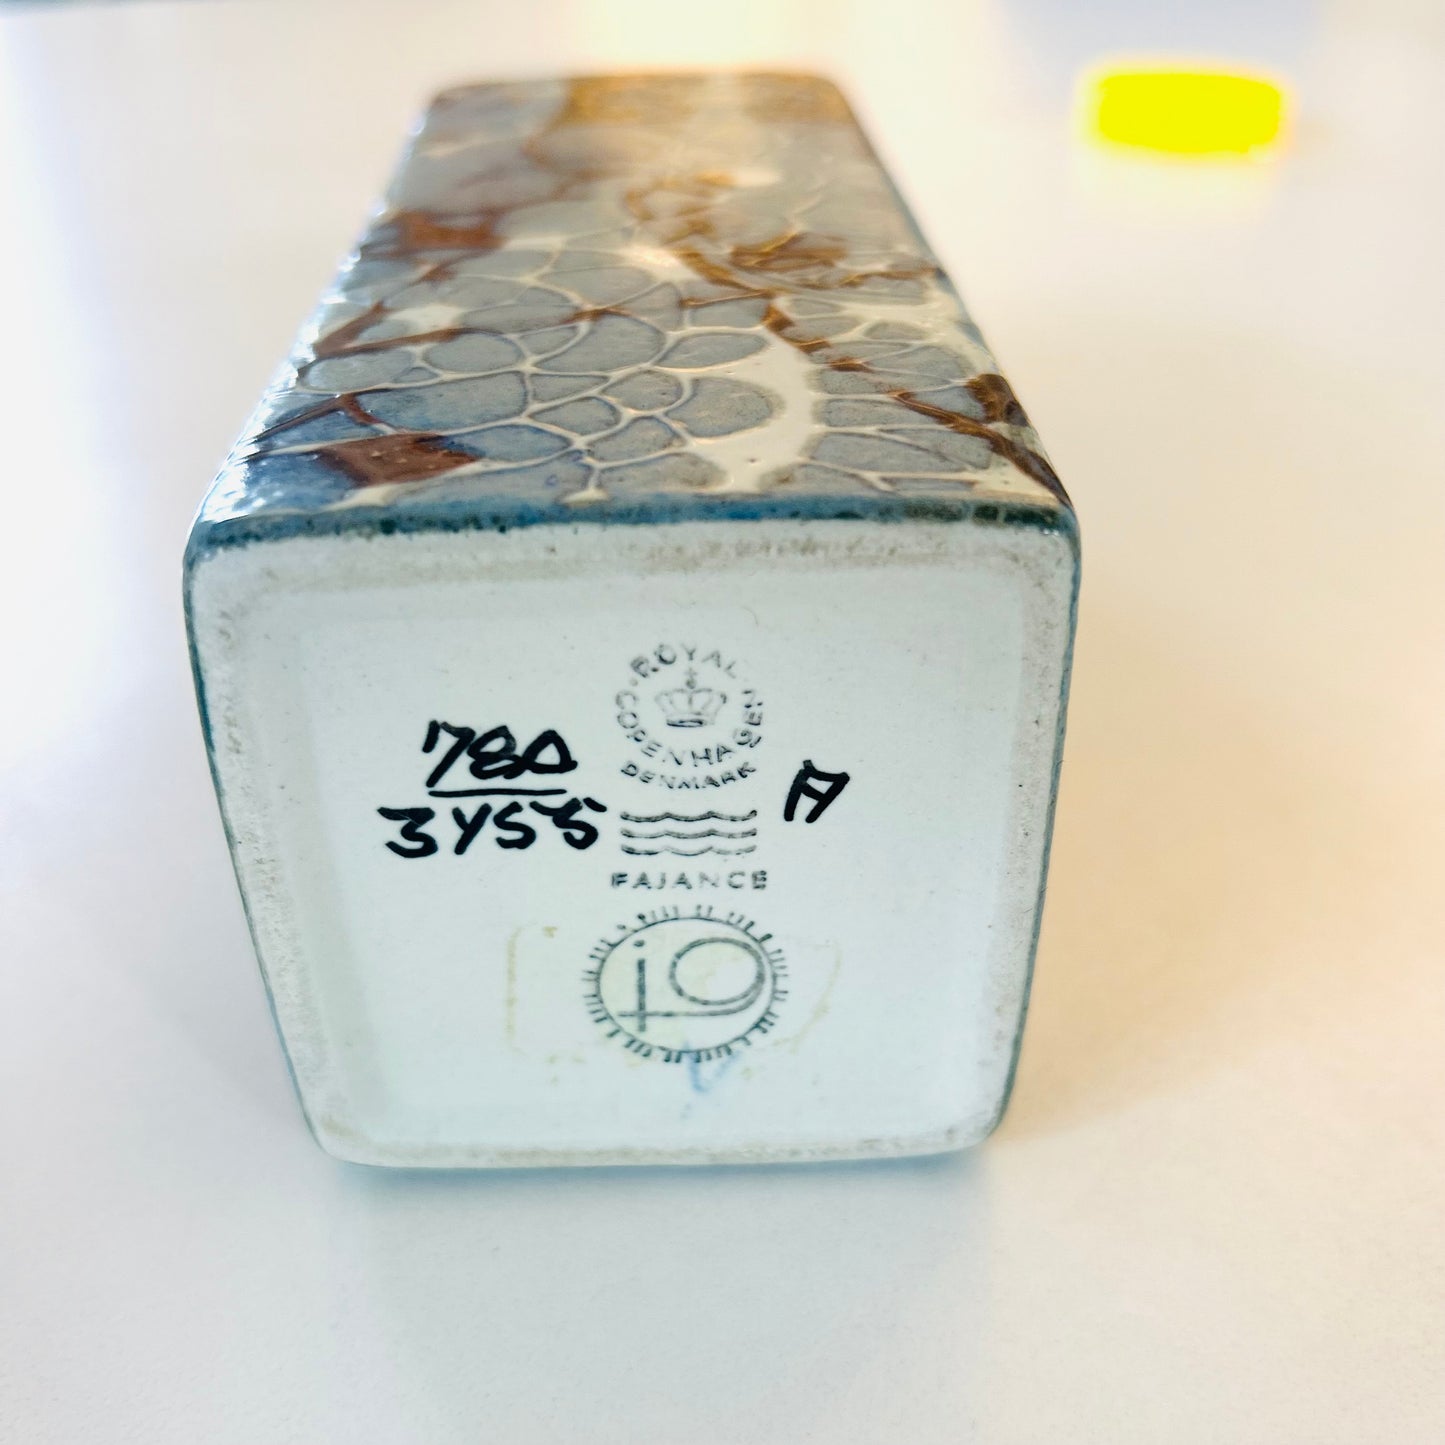 ROYAL COPENHAGEN
DENMARK
780
3455
A
FAJANCE